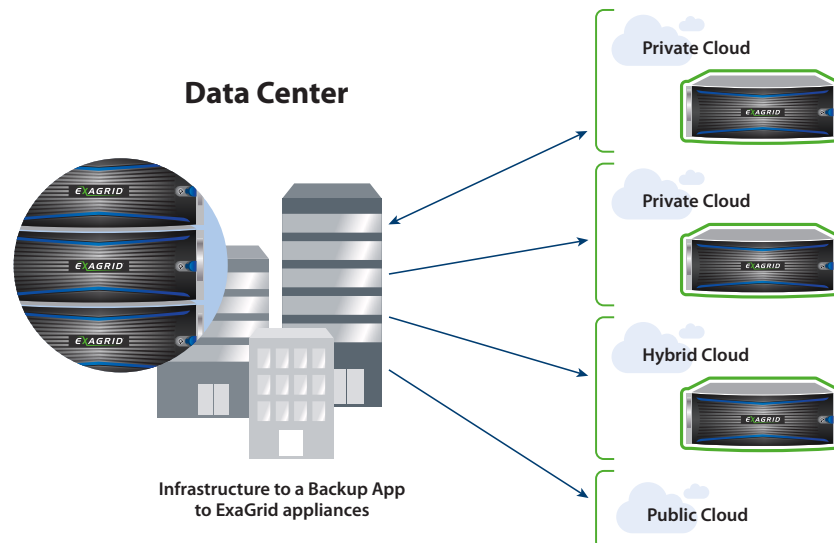 Data Center
EXAGRID
EXAGRID
EXAGRID
Infrastructure to a Backup App
to ExaGrid appliances
Private Cloud
EXAGRID
Private Cloud
EXAGRID
Hybrid Cloud
EXAGRID
Public Cloud